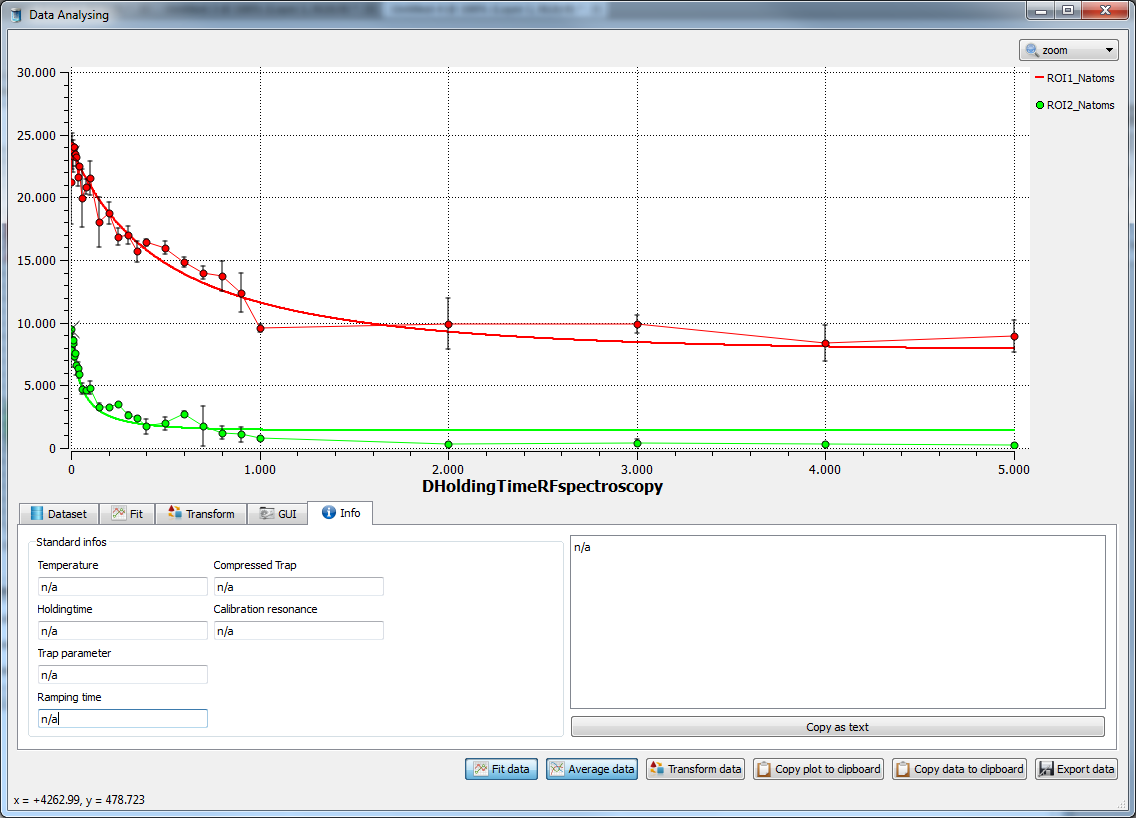 Data Analysing
zoom
ROI1_Natoms
ROI2_Natoms
30.000
25.000
20.000
15.000
10.000
5.000
0
0 1.000 2.000 3.000 4.000 5.000
DHoldingTimeRFspectroscopy
Dataset Fit Transform GUI Info
Standard infos
Temperature Compressed Trap
n/a n/a
Holdingtime Calibration resonance
n/a n/a
Trap parameter
n/a
Ramping time
n/a
n/a
Copy as text
Fit data Average data Transform data Copy plot to clipboard Copy data to clipboard Export data
x = +4262.99, y = 478.723